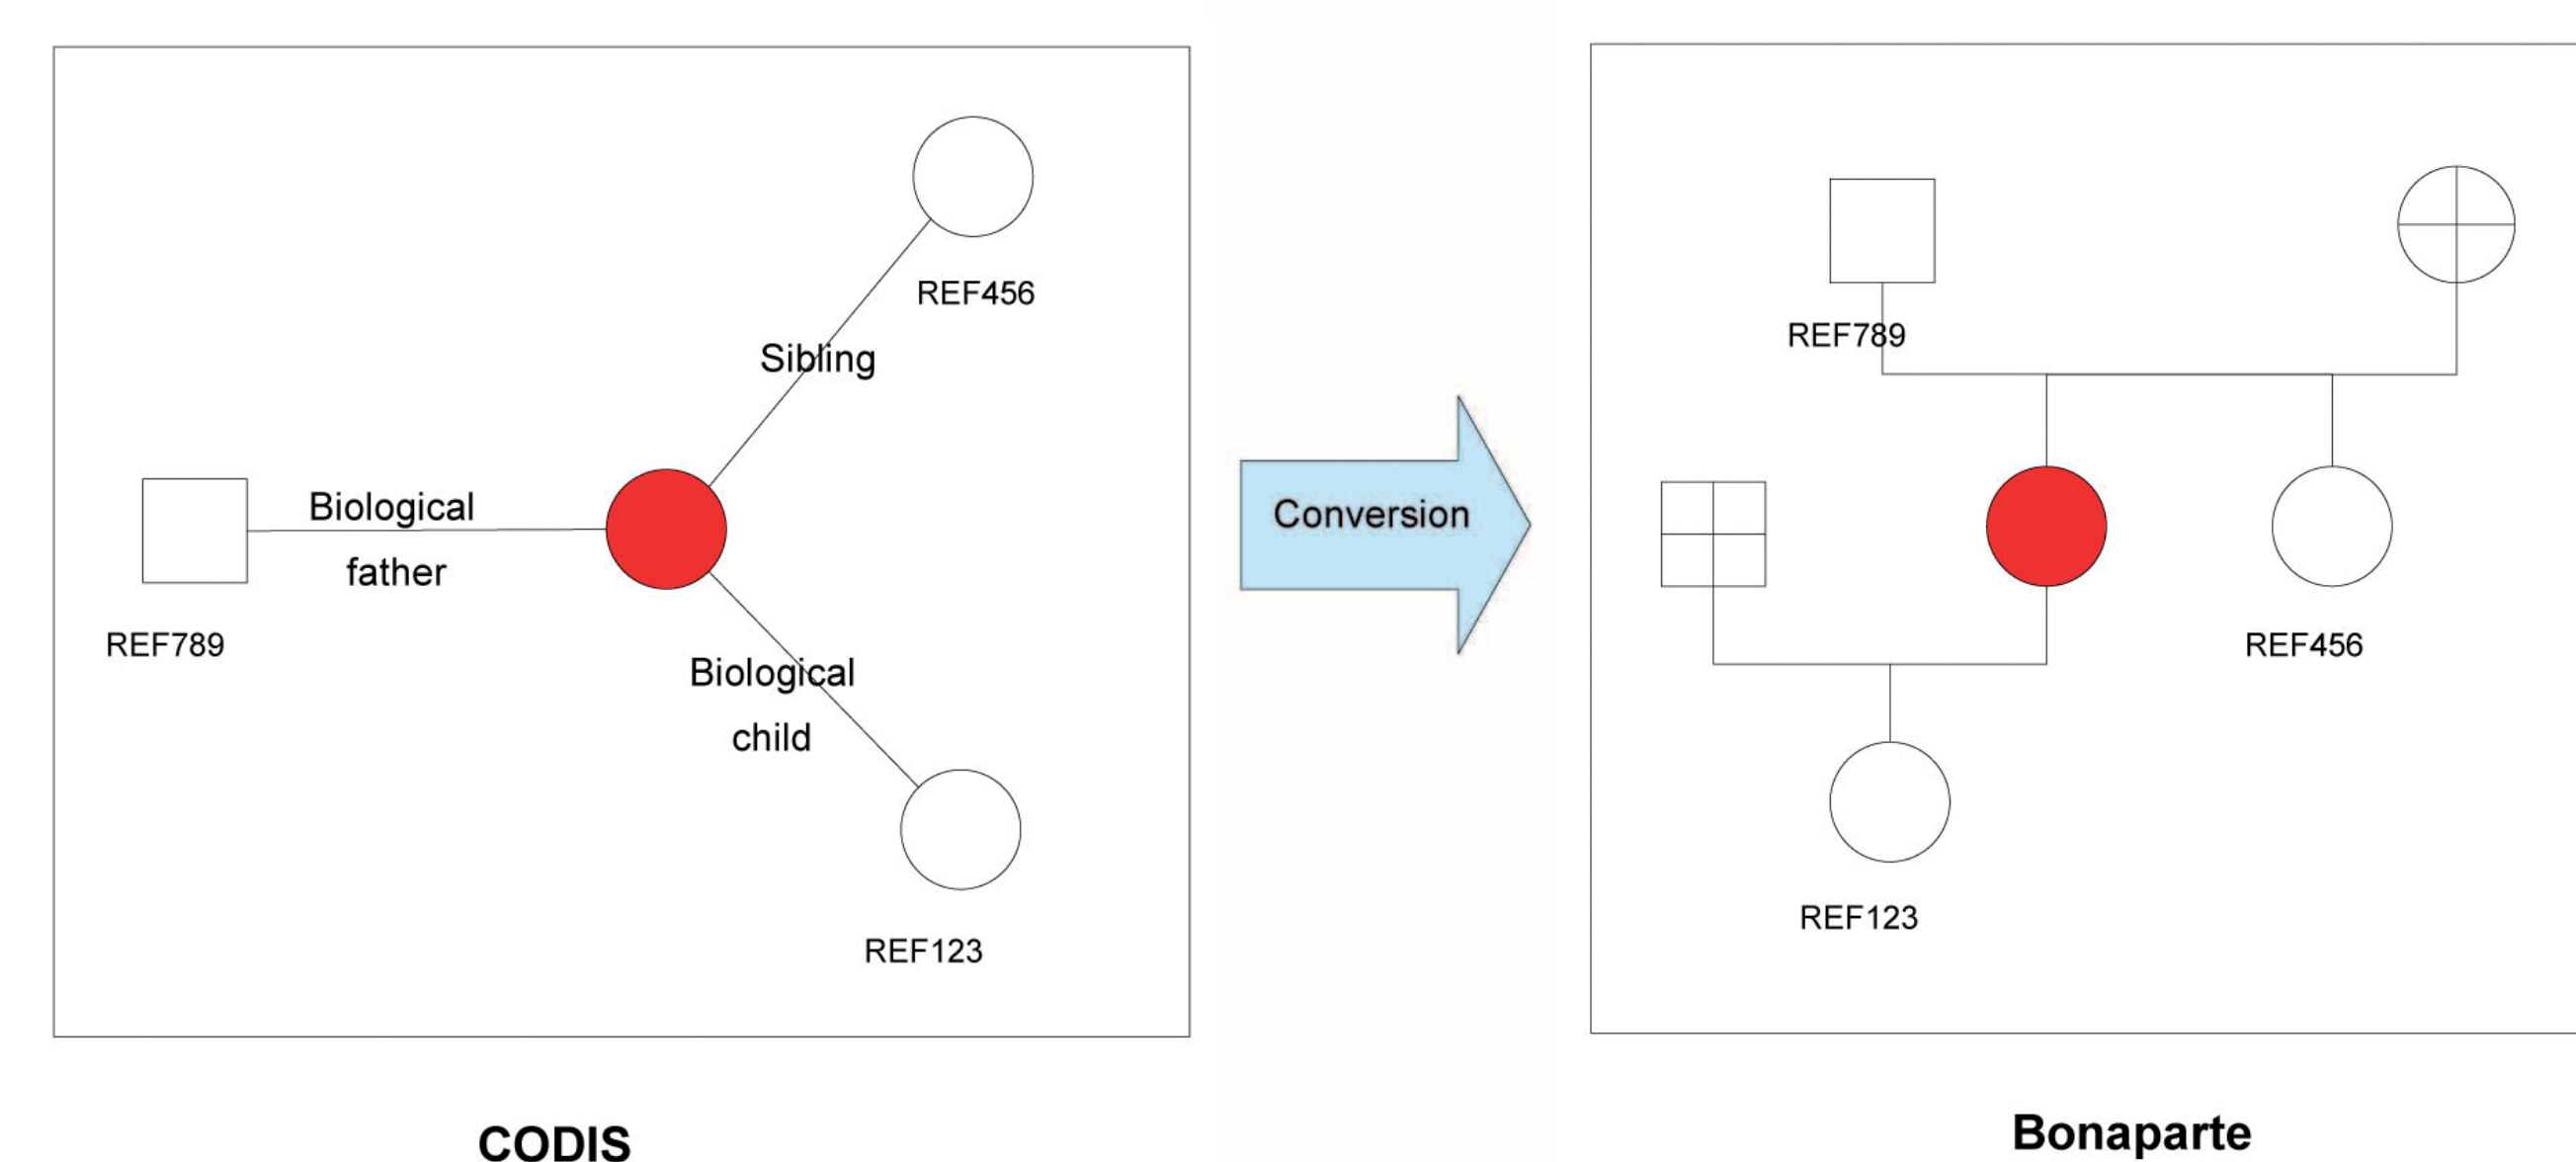 REF456
Sibling
Biological
father
REF789
Biological
child
REF123
CODIS
Conversion
REF789
REF456
REF123
Bonaparte